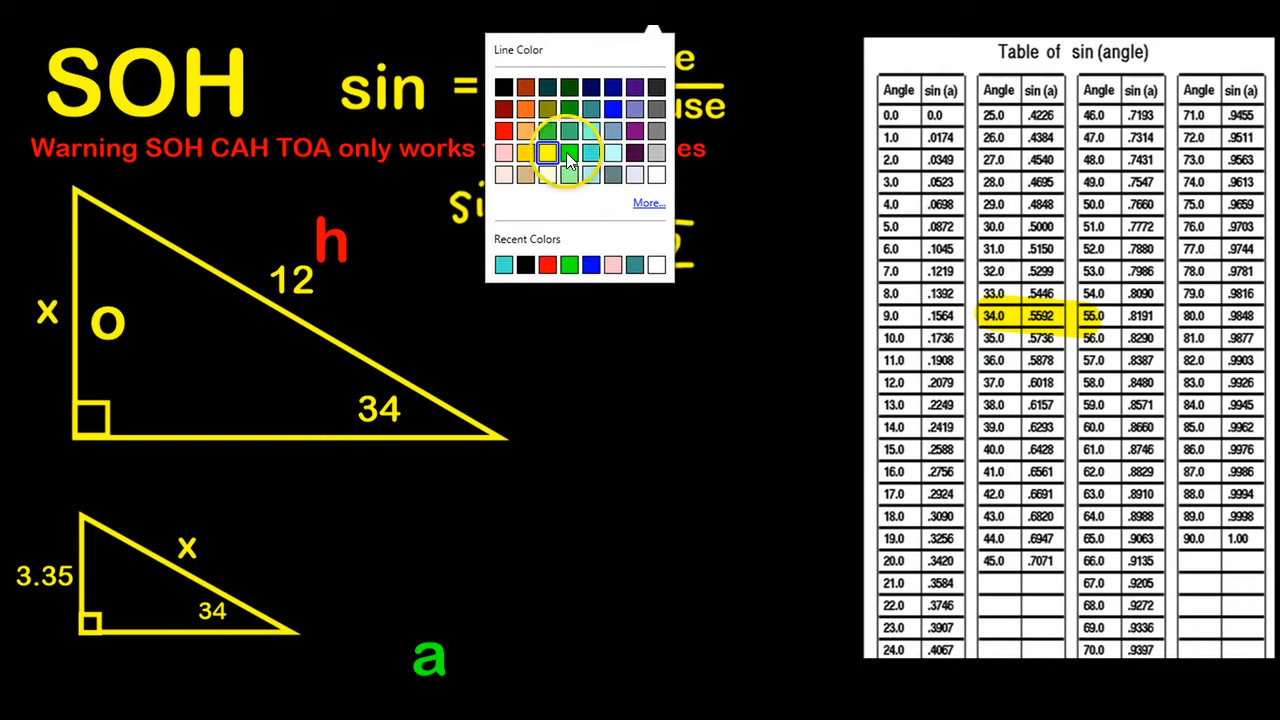 SOH
sin =
Warning SOH CAH TOA only works
Line Color
More...
Recent Colors
h
12
x
o
34
x
3.35
34
a
Table of sin (angle)
Angle sin (a) Angle sin (a) Angle sin (a) Angle sin (a)
0.0 0.0 25.0 .4226 46.0 .7193 71.0 .9455
1.0 .0174 26.0 .4384 47.0 .7314 72.0 .9511
2.0 .0349 27.0 .4540 48.0 .7431 73.0 .9563
3.0 .0523 28.0 .4695 49.0 .7547 74.0 .9613
4.0 .0698 29.0 .4848 50.0 .7660 75.0 .9659
5.0 .0872 30.0 .5000 51.0 .7772 76.0 .9703
6.0 .1045 31.0 .5150 52.0 .7880 77.0 .9744
7.0 .1219 32.0 .5299 53.0 .7986 78.0 .9781
8.0 .1392 33.0 .5446 54.0 .8090 79.0 .9816
9.0 .1564 34.0 .5592 55.0 .8191 80.0 .9848
10.0 .1736 35.0 .5736 56.0 .8290 81.0 .9877
11.0 .1908 36.0 .5878 57.0 .8387 82.0 .9903
12.0 .2079 37.0 .6018 58.0 .8480 83.0 .9926
13.0 .2249 38.0 .6157 59.0 .8571 84.0 .9945
14.0 .2419 39.0 .6293 60.0 .8660 85.0 .9962
15.0 .2588 40.0 .6428 61.0 .8746 86.0 .9976
16.0 .2756 41.0 .6561 62.0 .8829 87.0 .9986
17.0 .2924 42.0 .6691 63.0 .8910 88.0 .9994
18.0 .3090 43.0 .6820 64.0 .8988 89.0 .9998
19.0 .3256 44.0 .6947 65.0 .9063 90.0 1.00
20.0 .3420 45.0 .7071 66.0 .9135
21.0 .3584 67.0 .9205
22.0 .3746 68.0 .9272
23.0 .3907 69.0 .9336
24.0 .4067 70.0 .9397